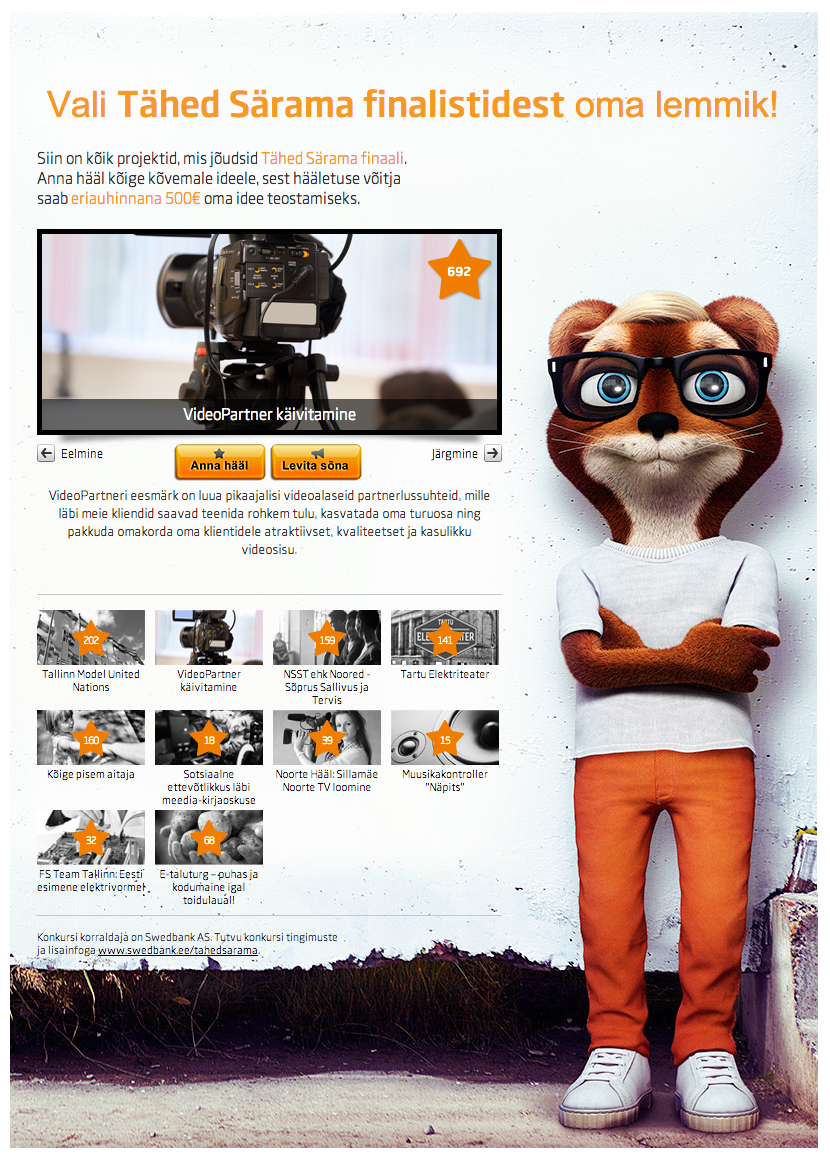 Vali Tähed Särama finalistidest oma lemmik!
Siin on kõik projektid, mis jõudsid Tähed Särama finaali.
Anna hääl kõige kõvemale ideele, sest hääletuse võitja
saab eriauhinnana 500€ oma idee teostamiseks.
692
VideoPartner käivitamine
Eelmine
Anna hääl
Levita sõna
Järgmine
VideoPartneri eesmärk on luua pikaajalisi videoalaseid partnerlussuhteid, mille
läbi meie kliendid saavad teenida rohkem tulu, kasvatada oma turuosa ning
pakkuda omakorda oma klientidele atraktiivset, kvaliteetset ja kasulikku
videosisu.
202
Tallinn Model United
Nations
VideoPartner
käivitamine
159
NSST ehk Noored -
Sõprus Sallivus ja
Tervis
TARTU
141
Tartu Elektriteater
160
Kõige pisem aitaja
18
Sotsiaalne
ettevõtlikkus läbi
meedia-kirjaoskuse
39
Noorte Hääl: Sillamäe
Noorte TV loomine
15
Muusikakontroller
"Näpits"
32
FS Team Tallinn: Eesti
esimene elektrivormel
68
E-taluturg – puhas ja
kodumaine igal
toidulaual!
Konkursi korraldaja on Swedbank AS. Tutvu konkursi tingimuste
ja lisainfoga www.swedbank.ee/tahedsarama.